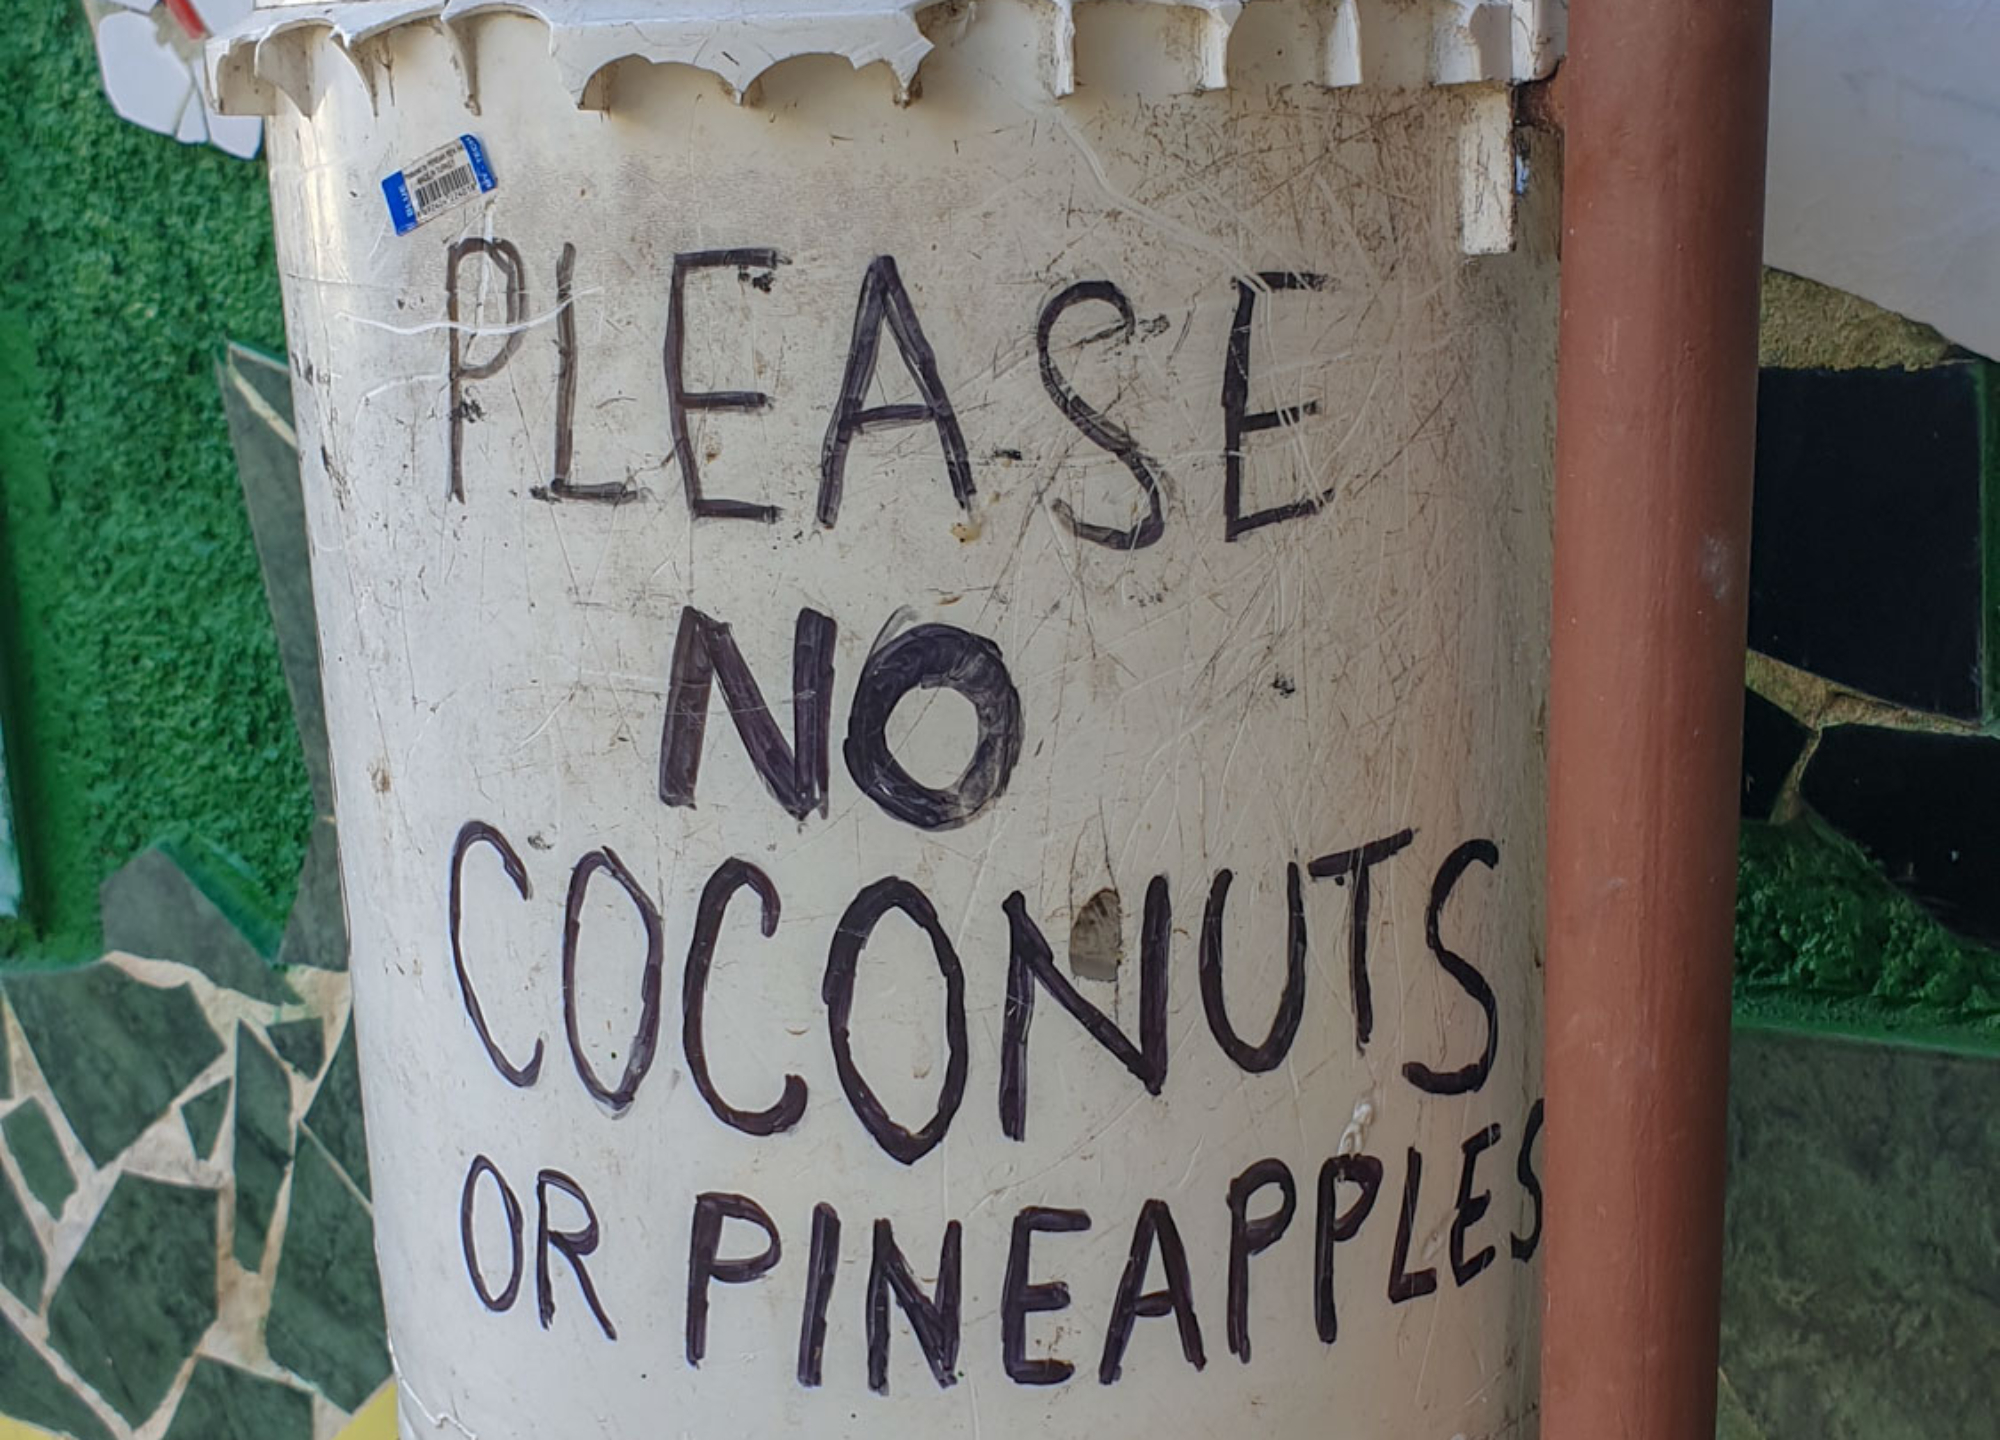 PLEASE
NO
COCONUTS
OR PINEAPPLES